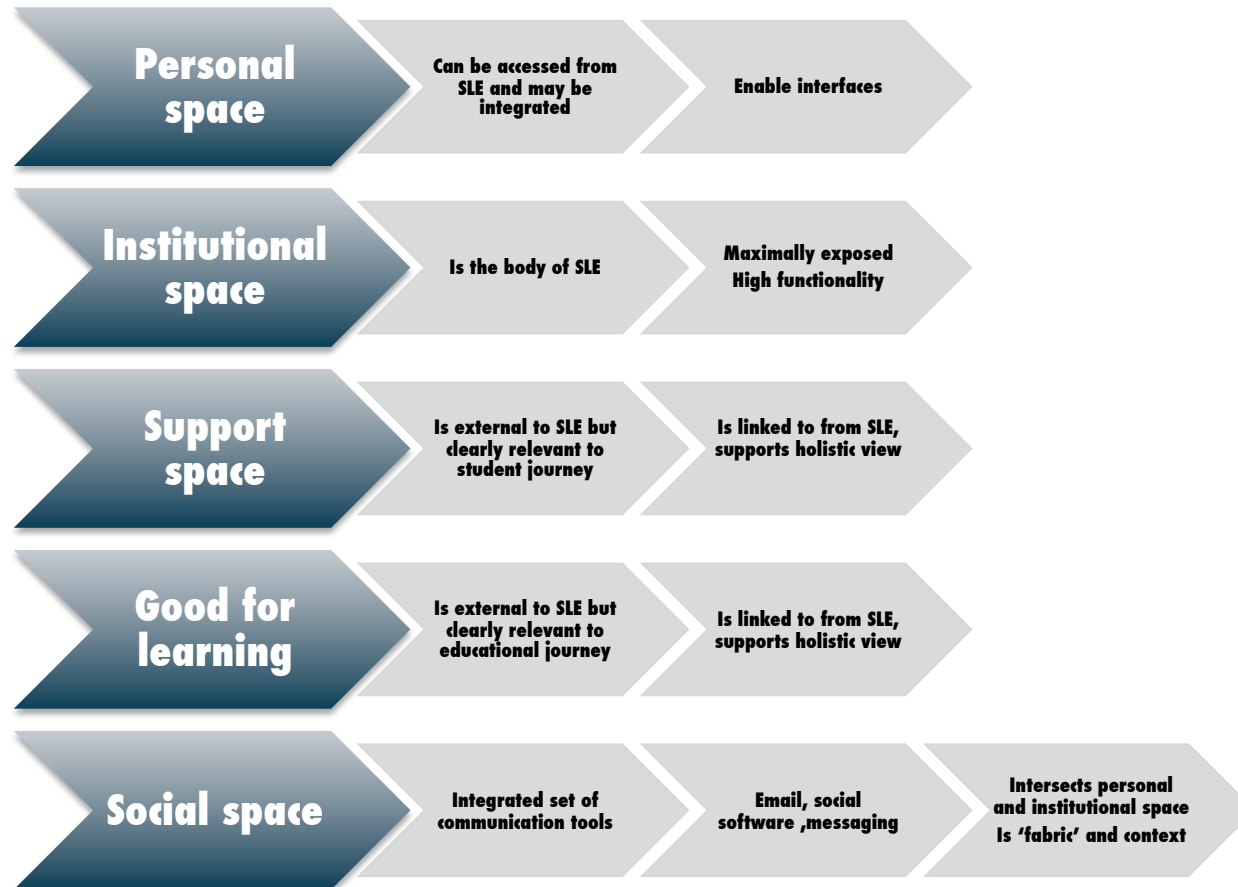 Personal
space
Can be accessed from
SLE and may be
integrated
Enable interfaces
Institutional
space
Is the body of SLE
Maximally exposed
High functionality
Support
space
Is external to SLE but
clearly relevant to
student journey
Is linked to from SLE,
supports holistic view
Good for
learning
Is external to SLE but
clearly relevant to
educational journey
Is linked to from SLE,
supports holistic view
Social space
Integrated set of
communication tools
Email, social
software ,messaging
Intersects personal
and institutional space
Is ‘fabric’ and context